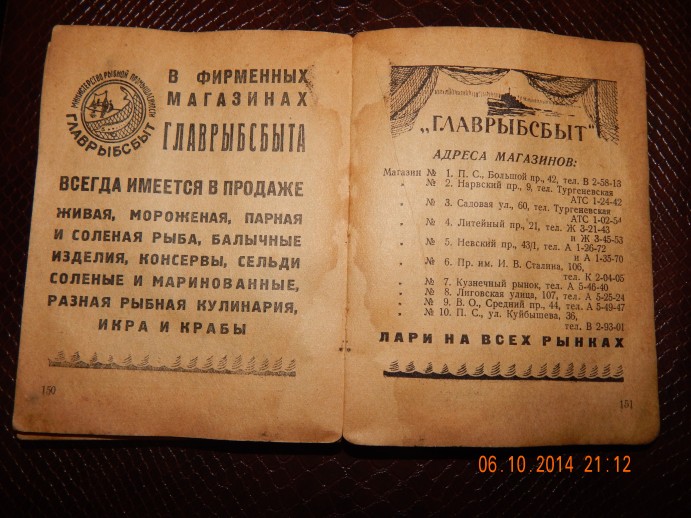 МИНИСТЕРСТВО РЫБНОЙ ПРОМЫШЛЕННОСТИ
ГЛАВРЫБСБЫТ
В ФИРМЕННЫХ
МАГАЗИНАХ
ГЛАВРЫБСБЫТА
ВСЕГДА ИМЕЕТСЯ В ПРОДАЖЕ
ЖИВАЯ, МОРОЖЕНАЯ, ПАРНАЯ
И СОЛЕНАЯ РЫБА, БАЛЫЧНЫЕ
ИЗДЕЛИЯ, КОНСЕРВЫ, СЕЛЬДИ
СОЛЕНЫЕ И МАРИНОВАННЫЕ,
РАЗНАЯ РЫБНАЯ КУЛИНАРИЯ,
ИКРА И КРАБЫ
150
„ГЛАВРЫБСБЫТ"
АДРЕСА МАГАЗИНОВ:
Магазин № 1. П. С., Большой пр., 42, тел. В 2-58-13
„ № 2. Нарвский пр., 9, тел. Тургеневская
АТС 1-24-42
„ № 3. Садовая ул., 60, тел. Тургеневская
АТС 1-02-54
„ № 4. Литейный пр., 21, тел. Ж 3-21-43
и Ж 3-45-53
„ № 5. Невский пр., 43/1, тел. А 1-26-72
и А 1-35-70
„ № 6. Пр. им. И. В. Сталина, 106,
тел. К 2-04-05
„ № 7. Кузнечный рынок, тел. А 5-46-40
„ № 8. Лиговская улица, 107, тел. А 5-25-24
„ № 9. В. О., Средний пр., 44, тел. А 5-49-47
„ № 10. П. С., ул. Куйбышева, 36,
тел. В 2-93-01
ЛАРИ НА ВСЕХ РЫНКАХ
151
06.10.2014 21:12